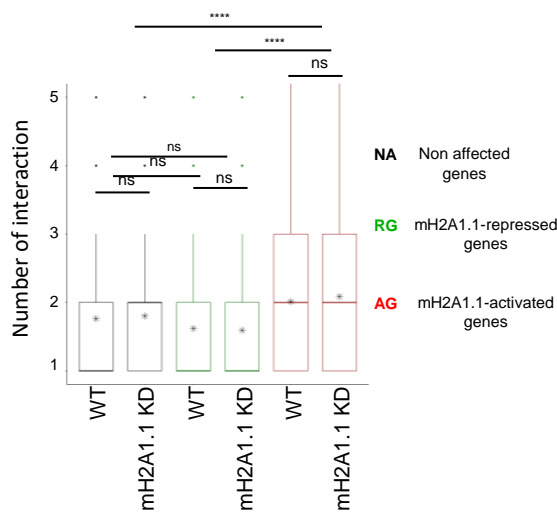 ****
****
ns
5
ns
4
ns
ns
ns
3
2
1
Number of interaction
NA Non affected
genes
RG mH2A1.1-repressed
genes
AG mH2A1.1-activated
genes
WT
mH2A1.1 KD
WT
mH2A1.1 KD
WT
mH2A1.1 KD